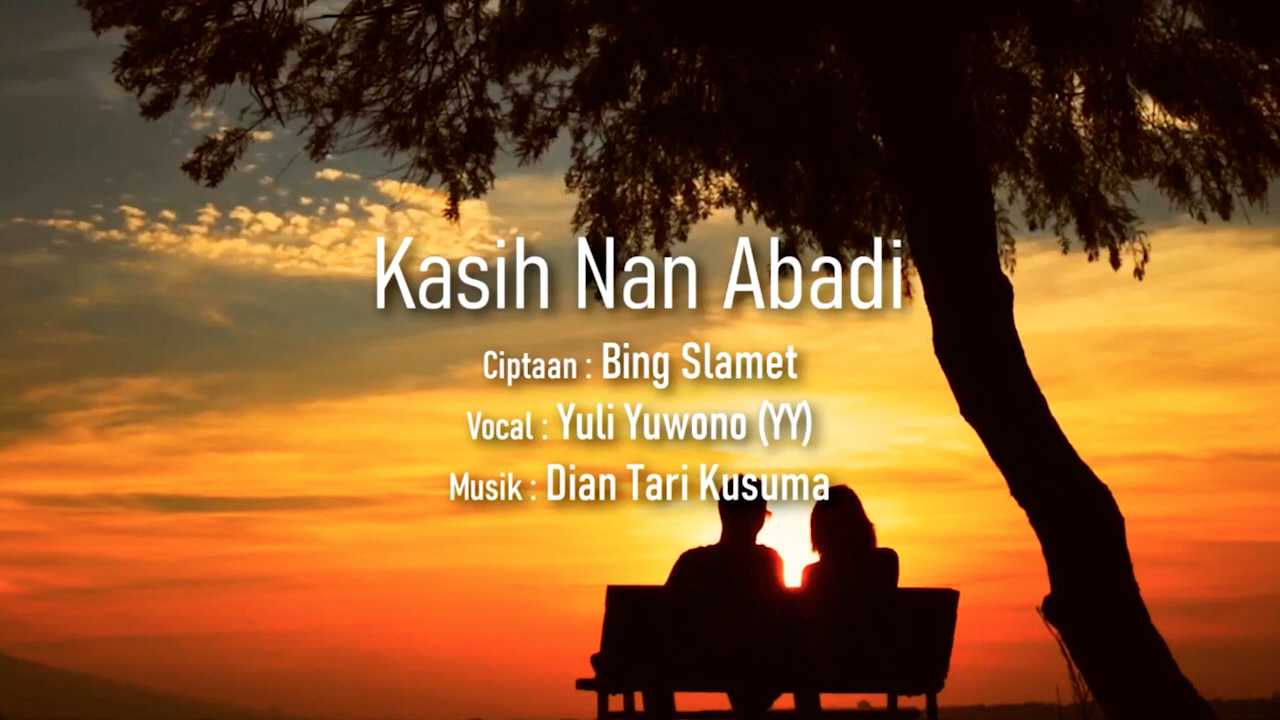 Kasih Nan Abadi
Ciptaan : Bing Slamet
Vocal : Yuli Yuwono (YY)
Musik : Dian Tari Kusuma